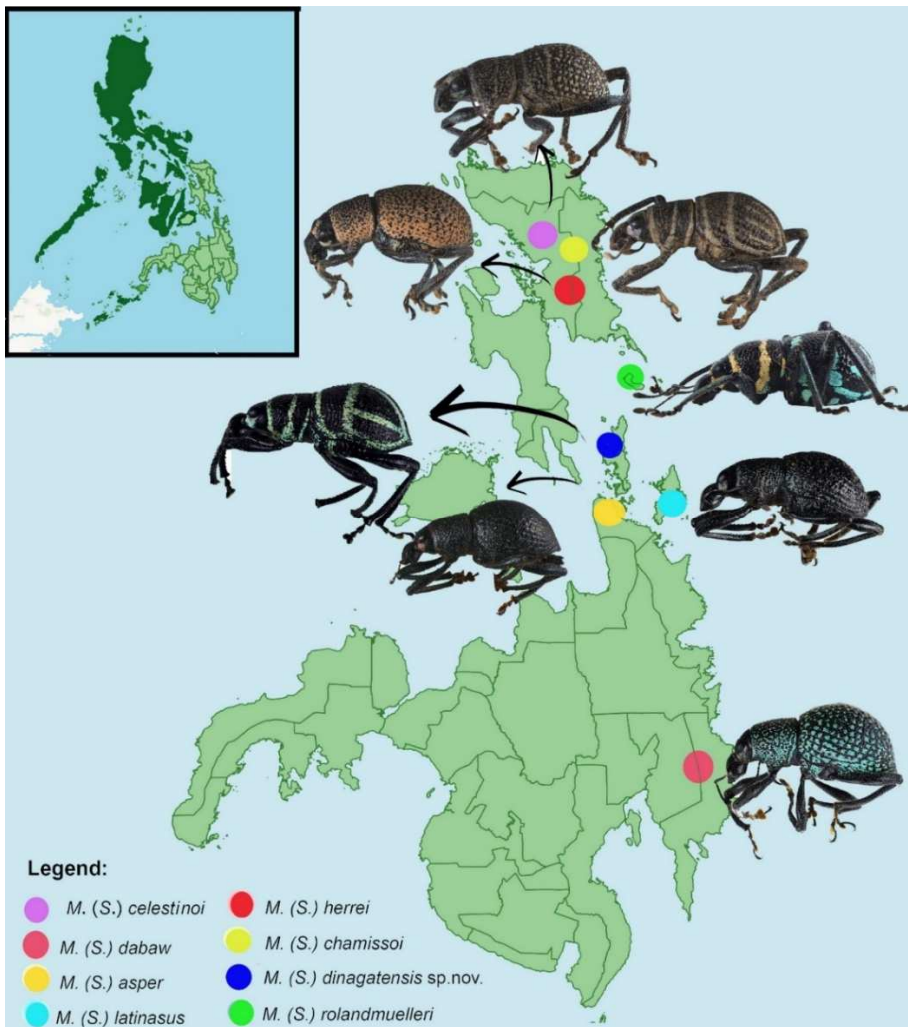 Legend:
M. (S.) celestinoi
M. (S.) dabaw
M. (S.) asper
M. (S.) latinasus
M. (S.) herrei
M. (S.) chamissoi
M. (S.) dinagatensis sp.nov.
M. (S.) rolandmuelleri